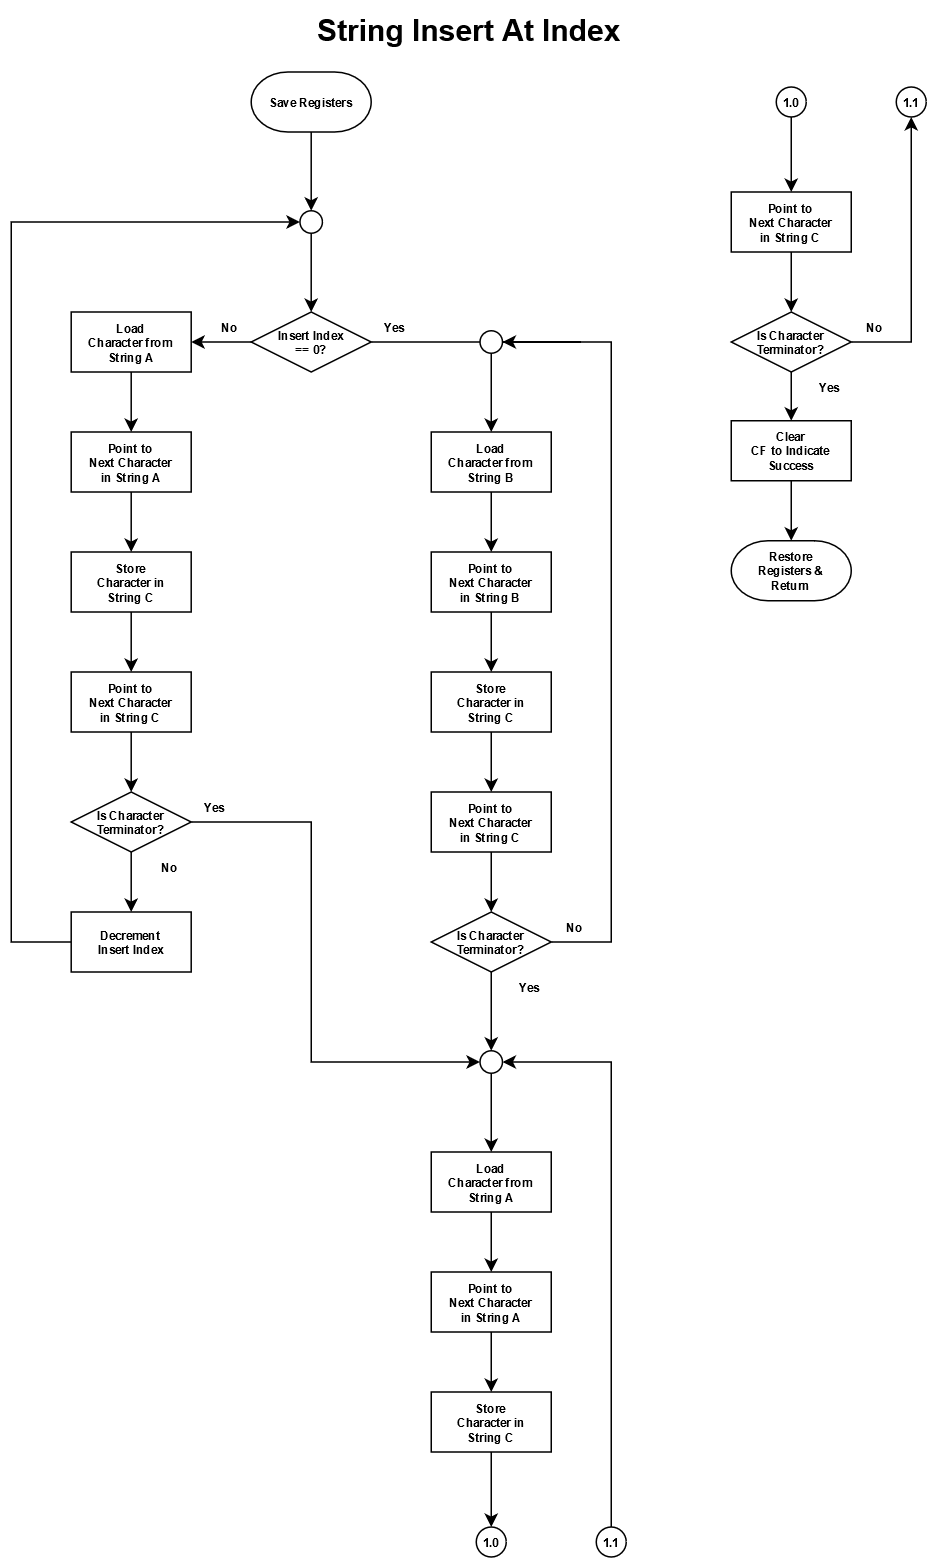 String Insert At Index
Save Registers
Insert Index
== 0?
No
Yes
Load
Character from
String A
Point to
Next Character
in String A
Store
Character in
String C
Point to
Next Character
in String C
Is Character
Terminator?
Yes
No
Decrement
Insert Index
Load
Character from
String B
Point to
Next Character
in String B
Store
Character in
String C
Point to
Next Character
in String C
Is Character
Terminator?
No
Yes
Load
Character from
String A
Point to
Next Character
in String A
Store
Character in
String C
1.0
1.1
1.0
1.1
Point to
Next Character
in String C
Is Character
Terminator?
No
Yes
Clear
CF to Indicate
Success
Restore
Registers &
Return